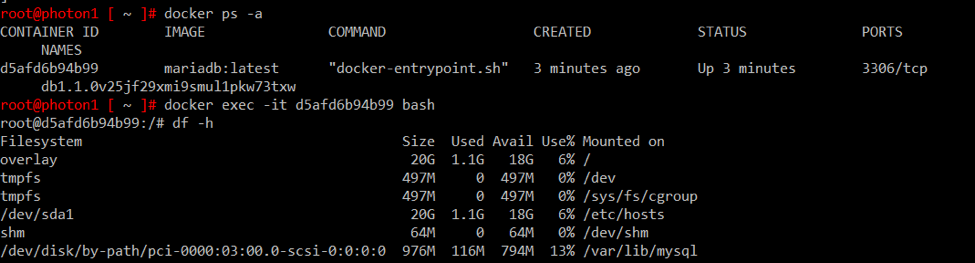 root@photon1 [ ~ ]# docker ps -a
CONTAINER ID        IMAGE               COMMAND                  CREATED             STATUS              PORTS
     NAMES
d5afd6b94b99        mariadb:latest      "docker-entrypoint.sh"   3 minutes ago       Up 3 minutes        3306/tcp
     db1.1.0v25jf29xmi9smul1pkw73txw
root@photon1 [ ~ ]# docker exec -it d5afd6b94b99 bash
root@d5afd6b94b99:/# df -h
Filesystem                                      Size  Used Avail Use% Mounted on
overlay                                          20G  1.1G   18G   6% /
tmpfs                                           497M     0  497M   0% /dev
tmpfs                                           497M     0  497M   0% /sys/fs/cgroup
/dev/sda1                                        20G  1.1G   18G   6% /etc/hosts
shm                                              64M     0   64M   0% /dev/shm
/dev/disk/by-path/pci-0000:03:00.0-scsi-0:0:0:0  976M  116M  794M  13% /var/lib/mysql